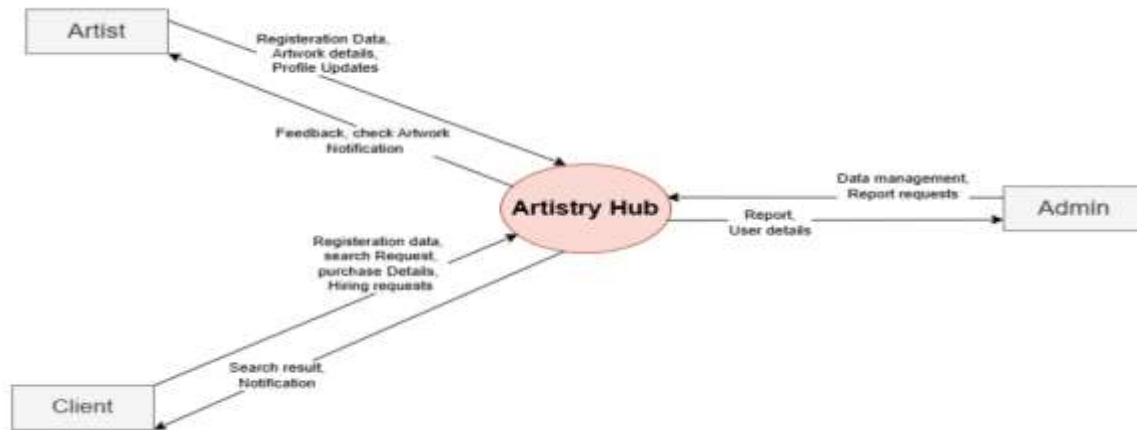 Artist
Registeration Data,
Artwork details,
Profile Updates
Feedback, check Artwork
Notification
Artistry Hub
Data management,
Report requests
Admin
Report,
User details
Registeration data,
search Request,
purchase Details,
Hiring requests
Search result,
Notification
Client